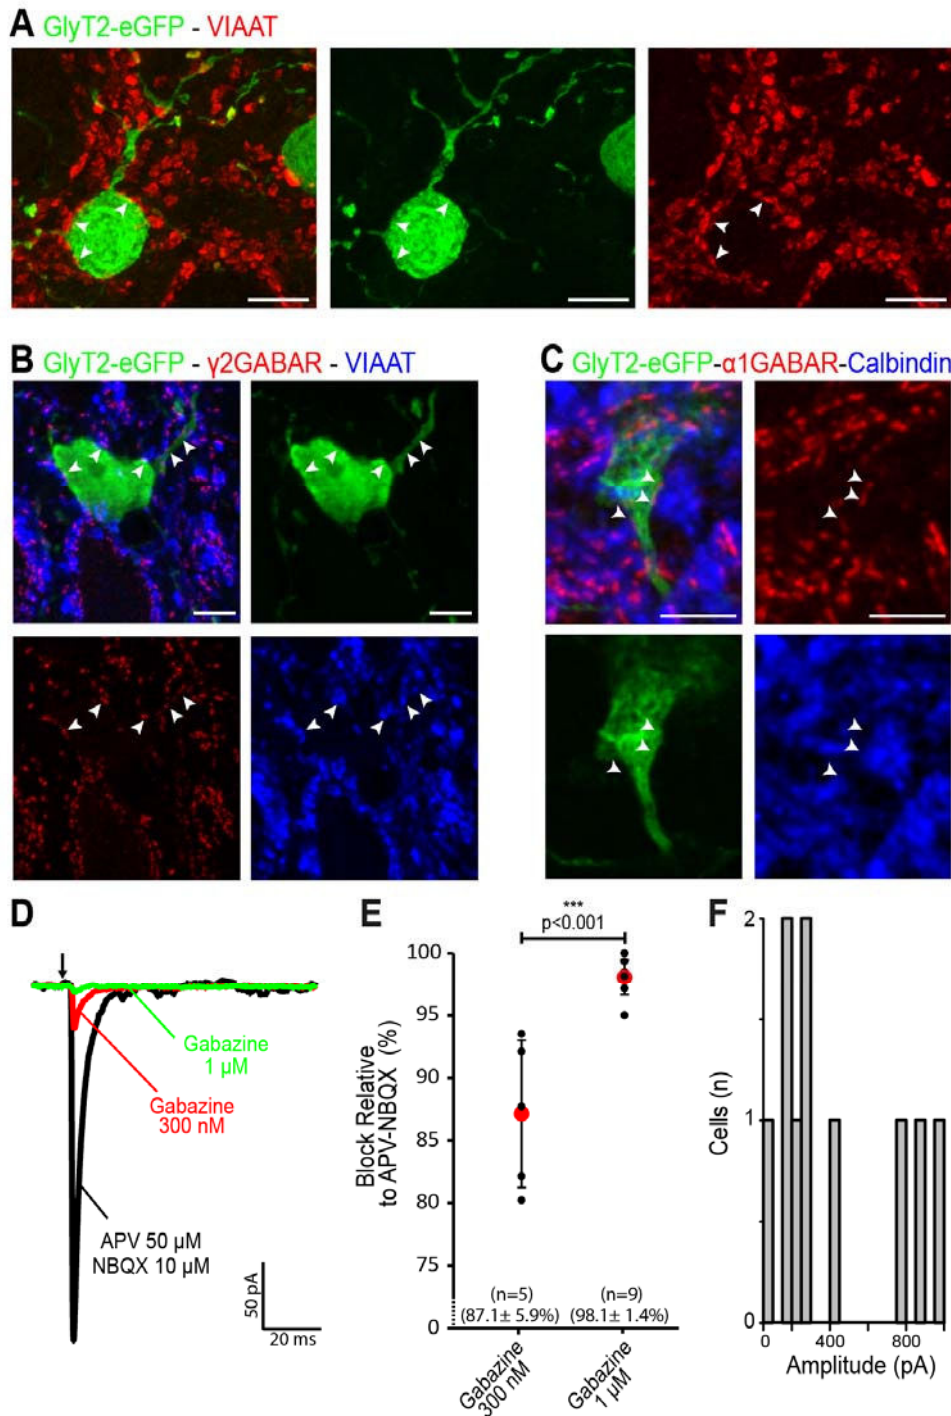 A GlyT2-eGFP - VIAAT
B GlyT2-eGFP - γ2GABAR - VIAAT
C GlyT2-eGFP-α1GABAR-Calbindin
D
Gabazine
1 μM
Gabazine
300 nM
APV 50 μM
NBQX 10 μM
50 pA
20 ms
E
***
p<0.001
100
95
90
85
80
75
0
Block Relative
to APV-NBQX (%)
(n=5)
(87.1± 5.9%)
(n=9)
(98.1± 1.4%)
Gabazine
300 nM
Gabazine
1 μM
F
2
1
0
Cells (n)
0 400 800
Amplitude (pA)